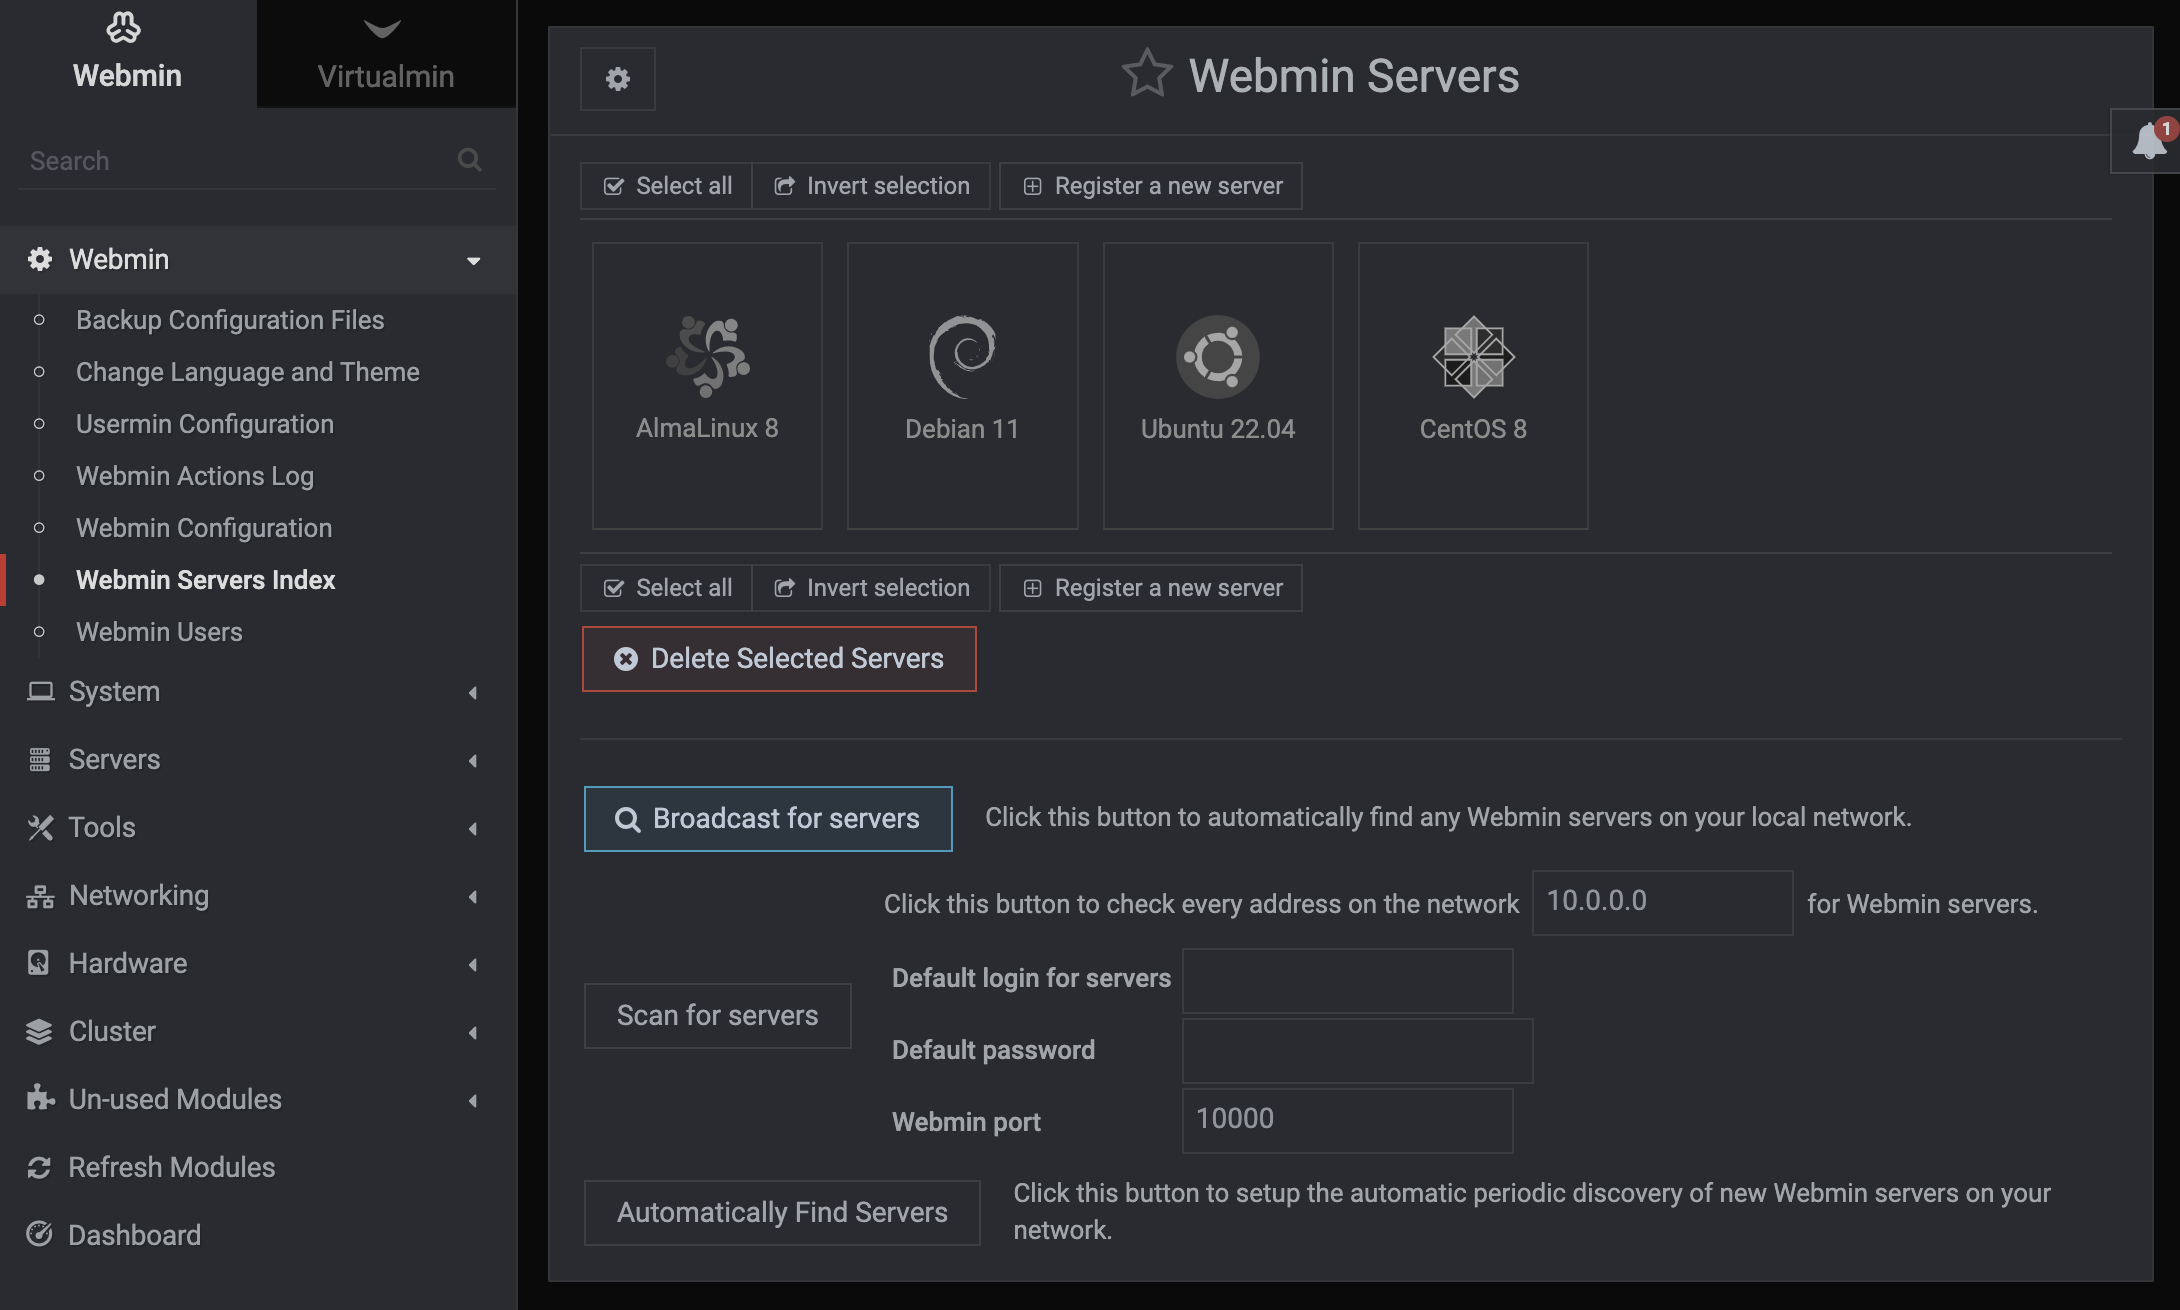 Webmin
Virtualmin
Search
Webmin
Backup Configuration Files
Change Language and Theme
Usermin Configuration
Webmin Actions Log
Webmin Configuration
Webmin Servers Index
Webmin Users
System
Servers
Tools
Networking
Hardware
Cluster
Un-used Modules
Refresh Modules
Dashboard
Webmin Servers
1
Select all Invert selection Register a new server
AlmaLinux 8 Debian 11 Ubuntu 22.04 CentOS 8
Select all Invert selection Register a new server
Delete Selected Servers
Broadcast for servers Click this button to automatically find any Webmin servers on your local network.
Click this button to check every address on the network 10.0.0.0 for Webmin servers.
Default login for servers
Scan for servers
Default password
Webmin port 10000
Automatically Find Servers Click this button to setup the automatic periodic discovery of new Webmin servers on your
network.